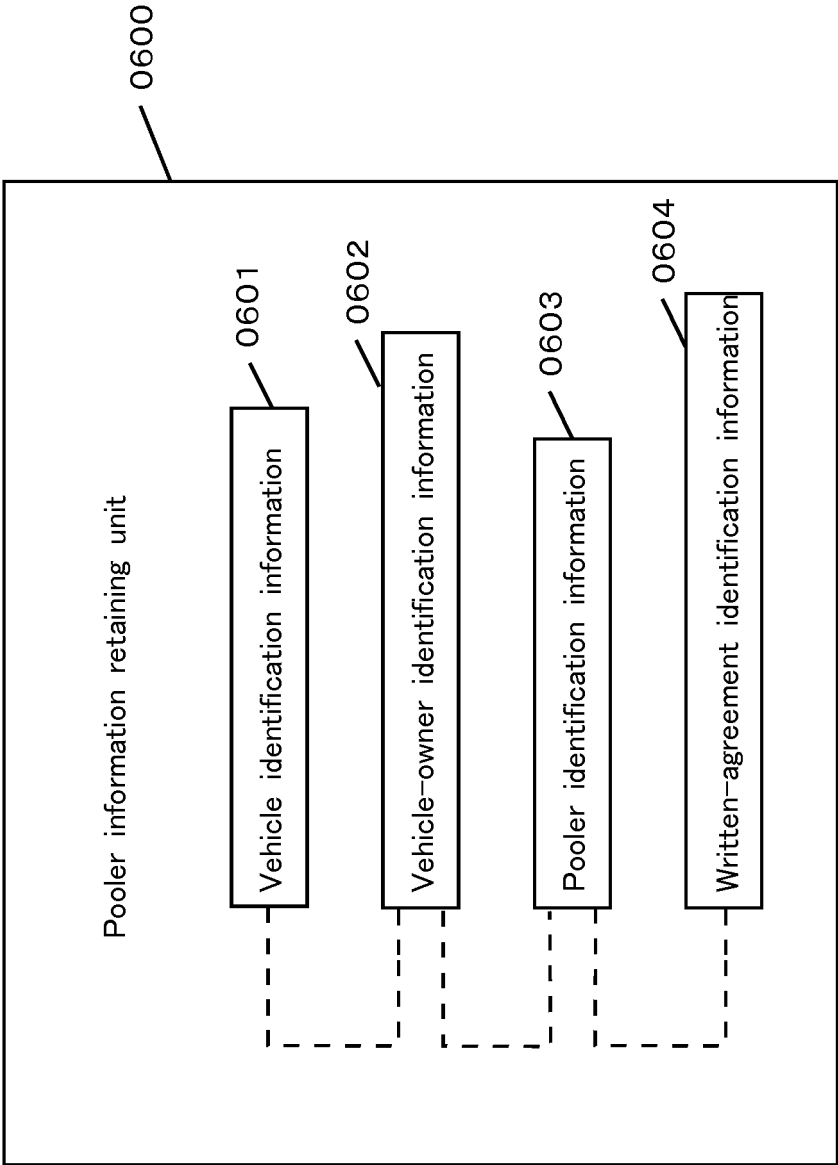 0600
Pooler information retaining unit
0601
Vehicle identification information
0602
Vehicle-owner identification information
0603
Pooler identification information
0604
Written-agreement identification information